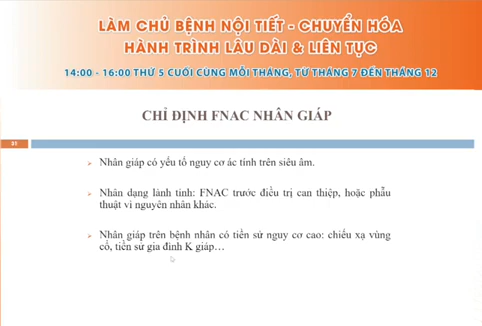 LÀM CHỦ BỆNH NỘI TIẾT - CHUYỂN HÓA
HÀNH TRÌNH LÂU DÀI & LIÊN TỤC
14:00 - 16:00 THỨ 5 CUỐI CÙNG MỖI THÁNG, TỪ THÁNG 7 ĐẾN THÁNG 12
CHỈ ĐỊNH FNAC NHÂN GIÁP
31
Nhân giáp có yếu tố nguy cơ ác tính trên siêu âm.
Nhân dạng lành tính: FNAC trước điều trị can thiệp, hoặc phẫu
thuật vì nguyên nhân khác.
Nhân giáp trên bệnh nhân có tiền sử nguy cơ cao: chiếu xạ vùng
cổ, tiền sử gia đình K giáp…